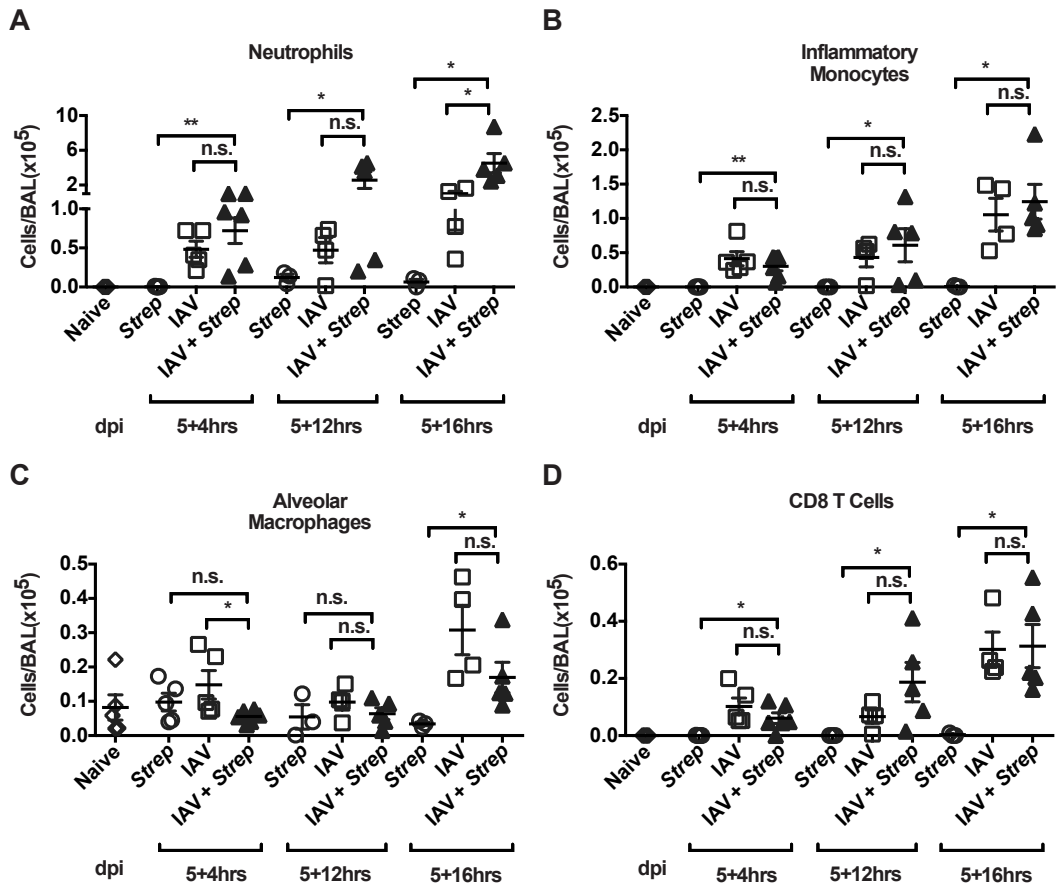 A
Neutrophils
Cells/BAL(x10⁵)
10
6
2
1.0
0.5
0.0
**
n.s.
*
n.s.
*
*
Naive
Strep
IAV
IAV + Strep
Strep
IAV
IAV + Strep
Strep
IAV
IAV + Strep
dpi
5+4hrs
5+12hrs
5+16hrs
B
Inflammatory
Monocytes
Cells/BAL(x10⁵)
2.5
2.0
1.5
1.0
0.5
0.0
**
n.s.
*
n.s.
*
n.s.
Naive
Strep
IAV
IAV + Strep
Strep
IAV
IAV + Strep
Strep
IAV
IAV + Strep
dpi
5+4hrs
5+12hrs
5+16hrs
C
Alveolar
Macrophages
Cells/BAL(x10⁵)
0.5
0.4
0.3
0.2
0.1
0.0
n.s.
*
n.s.
n.s.
*
n.s.
Naive
Strep
IAV
IAV + Strep
Strep
IAV
IAV + Strep
Strep
IAV
IAV + Strep
dpi
5+4hrs
5+12hrs
5+16hrs
D
CD8 T Cells
Cells/BAL(x10⁵)
0.6
0.4
0.2
0.0
*
n.s.
*
n.s.
*
n.s.
Naive
Strep
IAV
IAV + Strep
Strep
IAV
IAV + Strep
Strep
IAV
IAV + Strep
dpi
5+4hrs
5+12hrs
5+16hrs